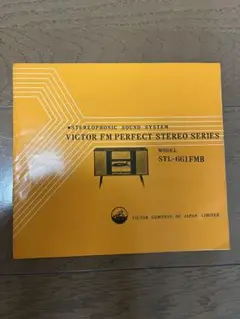 ●STEREOPHONIC SOUND SYSTEM
VICTOR FM PERFECT STEREO SERIES
MODEL
STL-661FMB
VICTOR COMPANY OF JAPAN, LIMITED